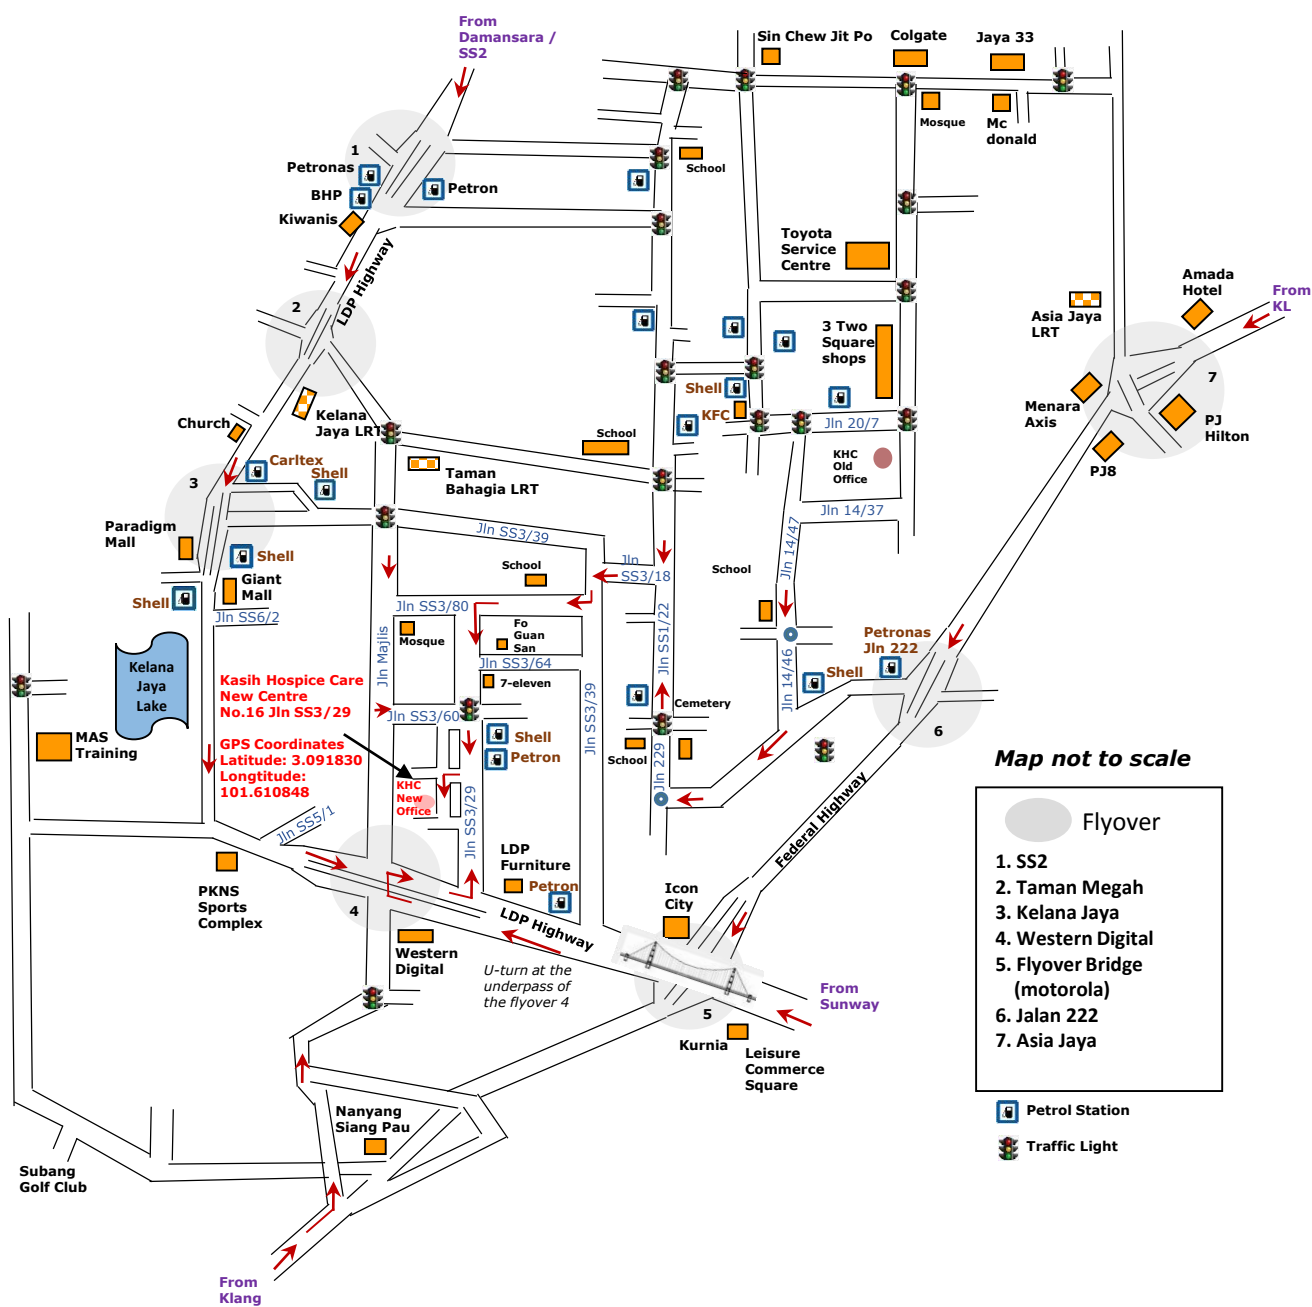 From
Damansara /
SS2
Sin Chew Jit Po
Colgate
Jaya 33
Mosque
Mc
donald
1
Petronas
BHP
Kiwanis
Petron
School
LDP Highway
2
Toyota
Service
Centre
Amada
Hotel
From
KL
Asia Jaya
LRT
3 Two
Square
shops
7
Menara
Axis
PJ
Hilton
PJ8
Shell
KFC
Jln 20/7
KHC
Old
Office
Church
Kelana
Jaya LRT
School
Carltex
Shell
Taman
Bahagia LRT
3
Paradigm
Mall
Jln 14/37
Jln 14/47
Jln SS3/39
Jln
SS3/18
School
School
Shell
Giant
Mall
Shell
Jln SS6/2
Jln SS3/80
Mosque
Fo
Guan
San
Jln SS3/64
7-eleven
Jln Majlis
Jln SS1/22
Petronas
Jln 222
Shell
Jln 14/46
Kelana
Jaya
Lake
Kasih Hospice Care
New Centre
No.16 Jln SS3/29
GPS Coordinates
Latitude: 3.091830
Longtitude:
101.610848
Jln SS3/60
Jln SS3/39
Cemetery
School
Jln 229
6
MAS
Training
Shell
Petron
KHC
New
Office
Jln SS3/29
Jln SS5/1
Federal Highway
PKNS
Sports
Complex
LDP
Furniture
Petron
4
LDP Highway
Icon
City
Western
Digital
U-turn at the
underpass of
the flyover 4
From
Sunway
5
Kurnia
Leisure
Commerce
Square
Nanyang
Siang Pau
Subang
Golf Club
From
Klang
Map not to scale
Flyover
1. SS2
2. Taman Megah
3. Kelana Jaya
4. Western Digital
5. Flyover Bridge
(motorola)
6. Jalan 222
7. Asia Jaya
Petrol Station
Traffic Light